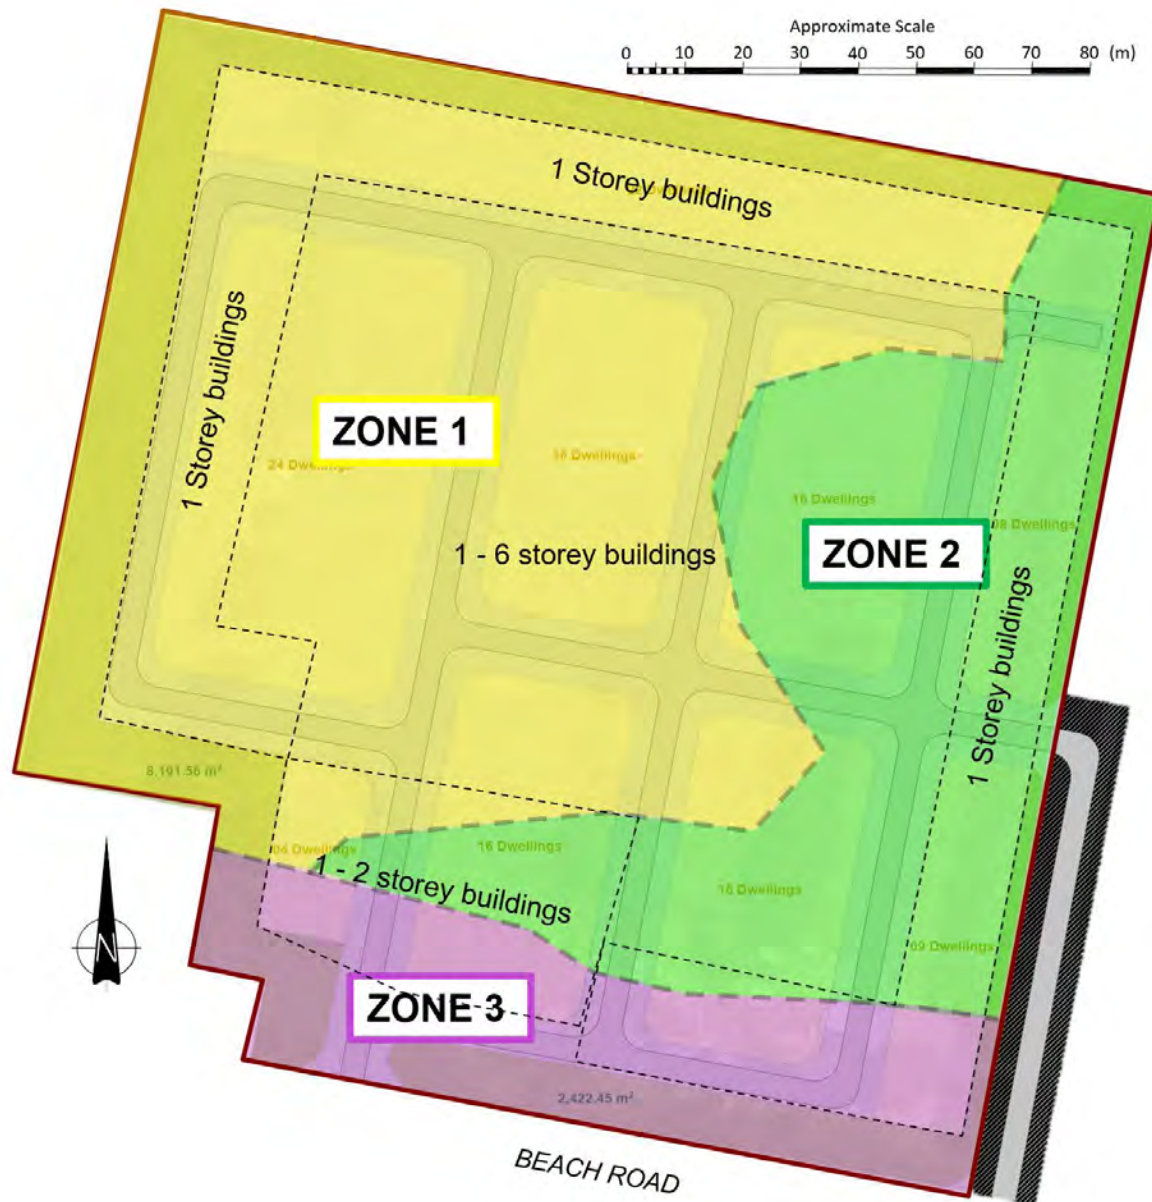 Approximate Scale
0 10 20 30 40 50 60 70 80 (m)
1 Storey buildings
1 Storey buildings
ZONE 1
24 Dwellings
16 Dwellings
1 - 6 storey buildings
16 Dwellings
08 Dwellings
ZONE 2
1 Storey buildings
8,191.56 m²
04 Dwellings
16 Dwellings
1 - 2 storey buildings
16 Dwellings
09 Dwellings
N
ZONE 3
2,422.45 m²
BEACH ROAD